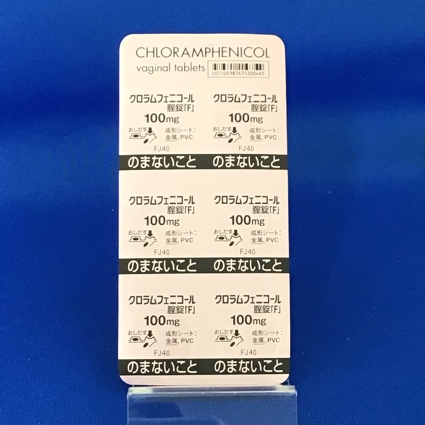 CHLORAMPHENICOL
vaginal tablets
クロラムフェニコール クロラムフェニコール
腟錠「F」 腟錠「F」
100mg 100mg
おしだす 成形シート: おしだす 成形シート:
金属, PVC 金属, PVC
FJ40 FJ40
のまないこと のまないこと
クロラムフェニコール クロラムフェニコール
腟錠「F」 腟錠「F」
100mg 100mg
おしだす 成形シート: おしだす 成形シート:
金属, PVC 金属, PVC
FJ40 FJ40
のまないこと のまないこと
クロラムフェニコール クロラムフェニコール
腟錠「F」 腟錠「F」
100mg 100mg
おしだす 成形シート: おしだす 成形シート:
金属, PVC 金属, PVC
FJ40 FJ40
のまないこと のまないこと